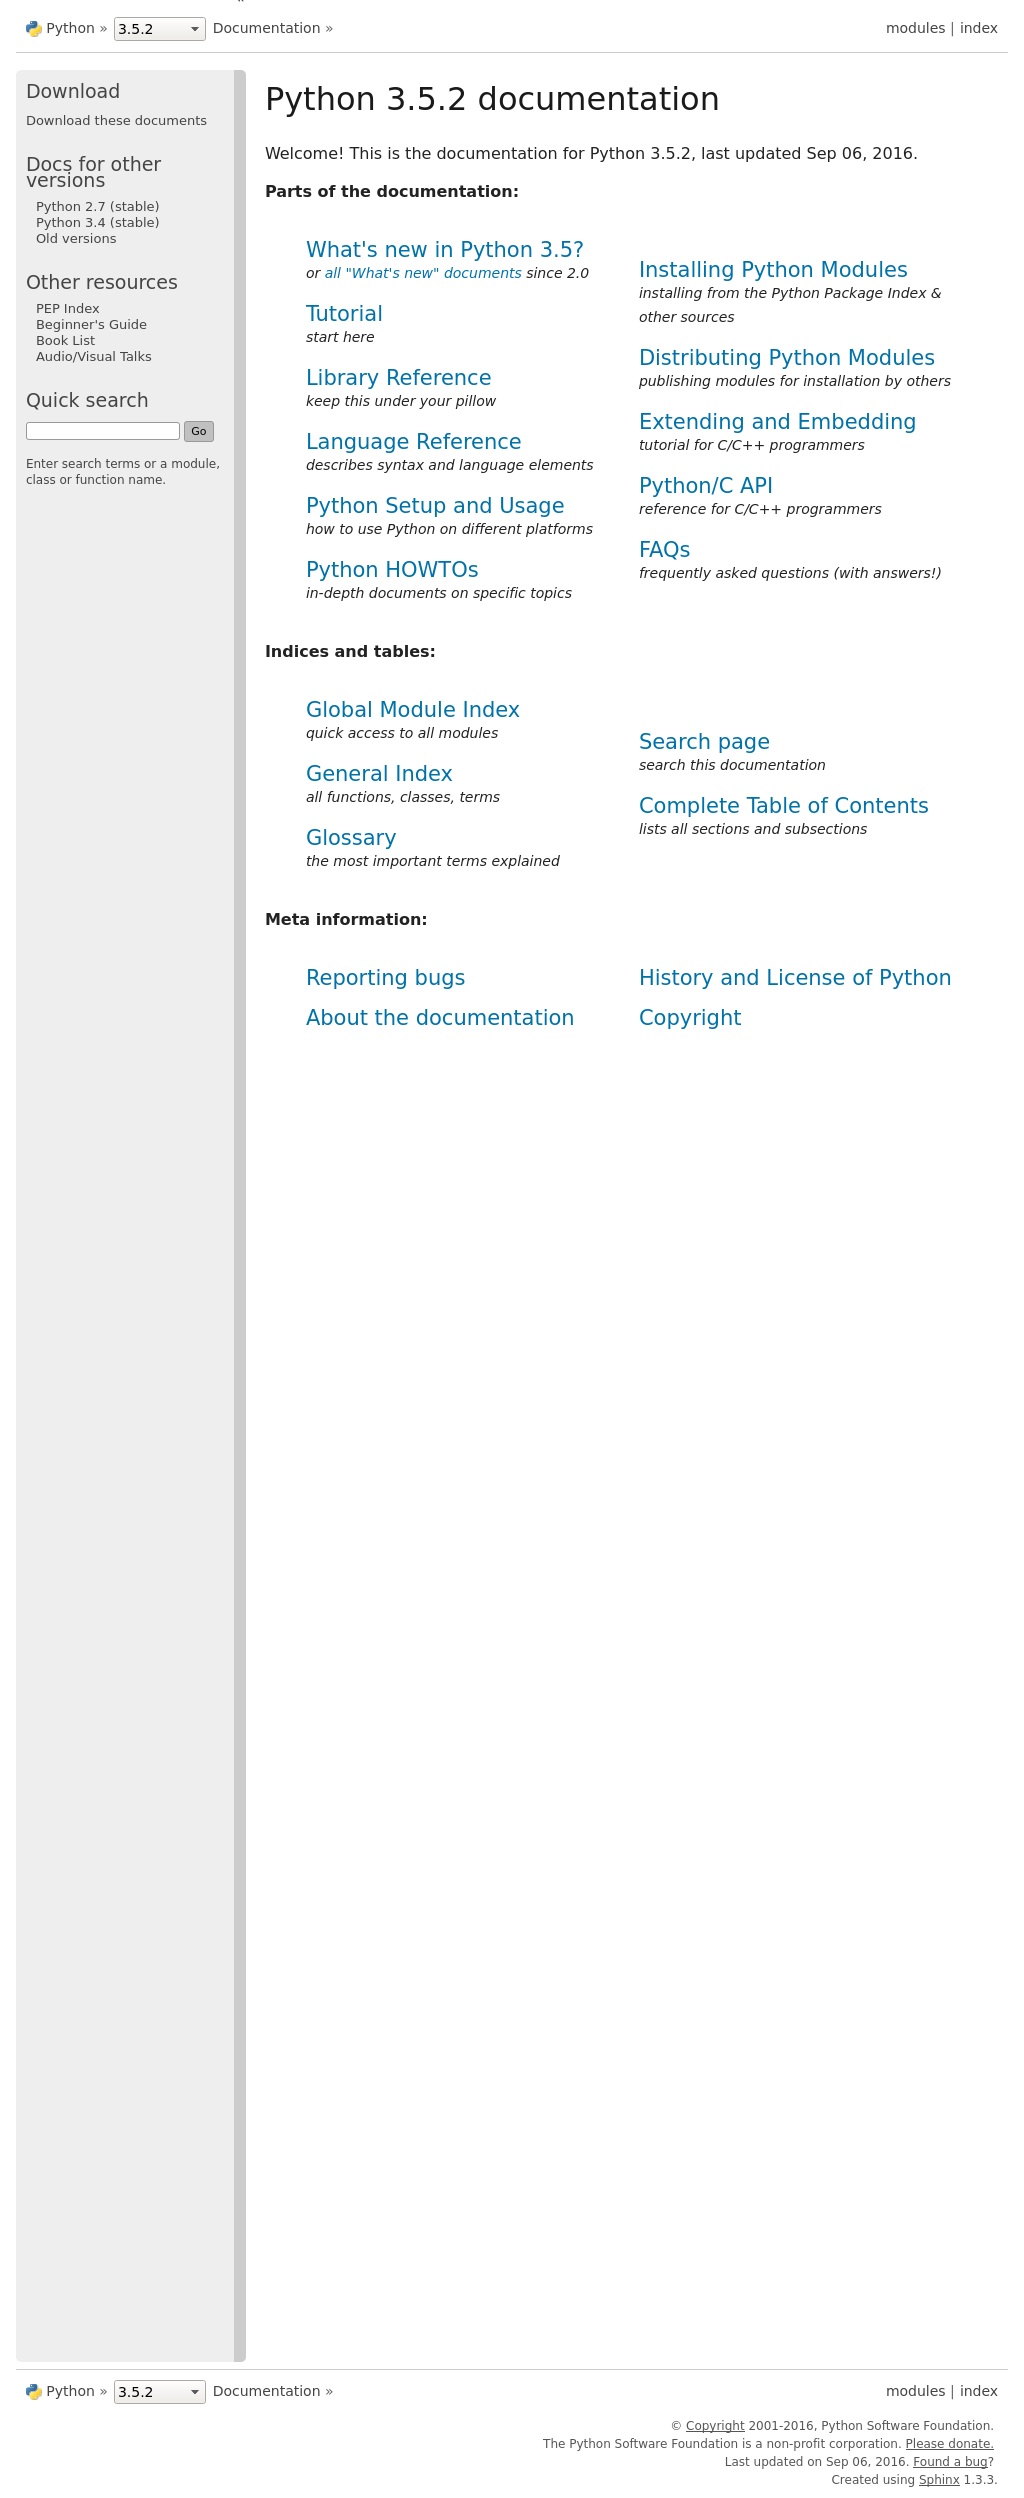 Python » 3.5.2 Documentation » modules | index
Download
Download these documents
Docs for other
versions
Python 2.7 (stable)
Python 3.4 (stable)
Old versions
Other resources
PEP Index
Beginner's Guide
Book List
Audio/Visual Talks
Quick search
Go
Enter search terms or a module,
class or function name.
Python 3.5.2 documentation
Welcome! This is the documentation for Python 3.5.2, last updated Sep 06, 2016.
Parts of the documentation:
What's new in Python 3.5?
or all "What's new" documents since 2.0
Tutorial
start here
Library Reference
keep this under your pillow
Language Reference
describes syntax and language elements
Python Setup and Usage
how to use Python on different platforms
Python HOWTOs
in-depth documents on specific topics
Installing Python Modules
installing from the Python Package Index &
other sources
Distributing Python Modules
publishing modules for installation by others
Extending and Embedding
tutorial for C/C++ programmers
Python/C API
reference for C/C++ programmers
FAQs
frequently asked questions (with answers!)
Indices and tables:
Global Module Index
quick access to all modules
General Index
all functions, classes, terms
Glossary
the most important terms explained
Search page
search this documentation
Complete Table of Contents
lists all sections and subsections
Meta information:
Reporting bugs
About the documentation
History and License of Python
Copyright
Python » 3.5.2 Documentation » modules | index
© Copyright 2001-2016, Python Software Foundation.
The Python Software Foundation is a non-profit corporation. Please donate.
Last updated on Sep 06, 2016. Found a bug?
Created using Sphinx 1.3.3.